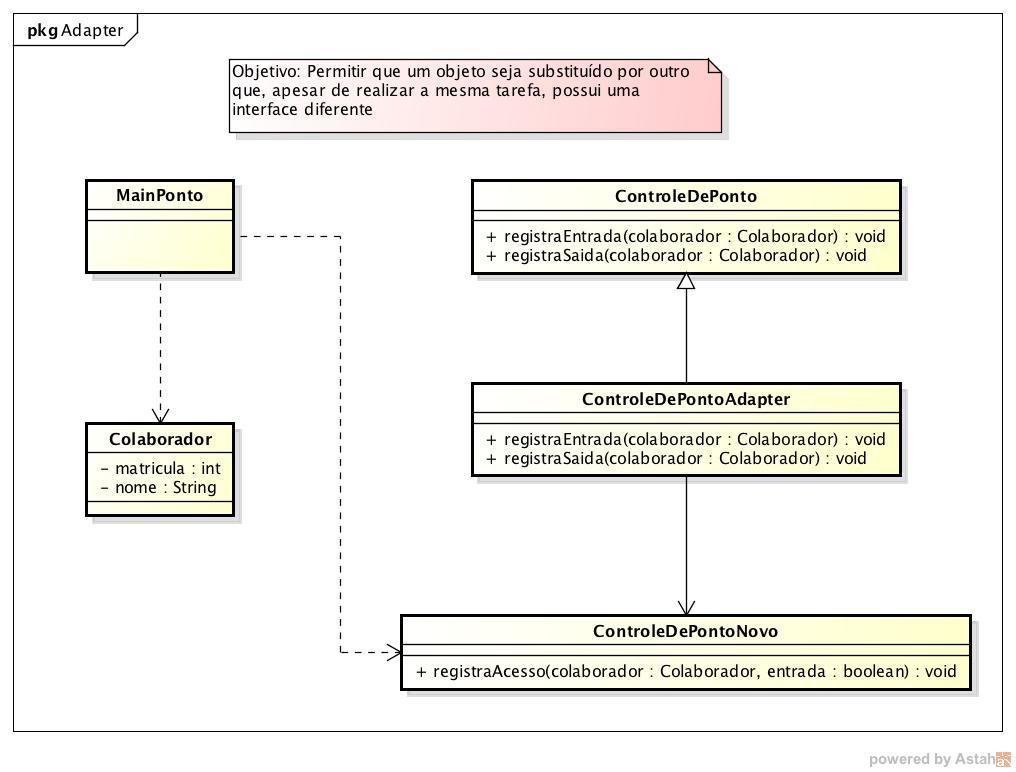 pkg Adapter
Objetivo: Permitir que um objeto seja substituído por outro
que, apesar de realizar a mesma tarefa, possui uma
interface diferente
MainPonto
ControleDePonto
+ registraEntrada(colaborador : Colaborador) : void
+ registraSaida(colaborador : Colaborador) : void
ControleDePontoAdapter
+ registraEntrada(colaborador : Colaborador) : void
+ registraSaida(colaborador : Colaborador) : void
Colaborador
- matricula : int
- nome : String
ControleDePontoNovo
+ registraAcesso(colaborador : Colaborador, entrada : boolean) : void
powered by Astah